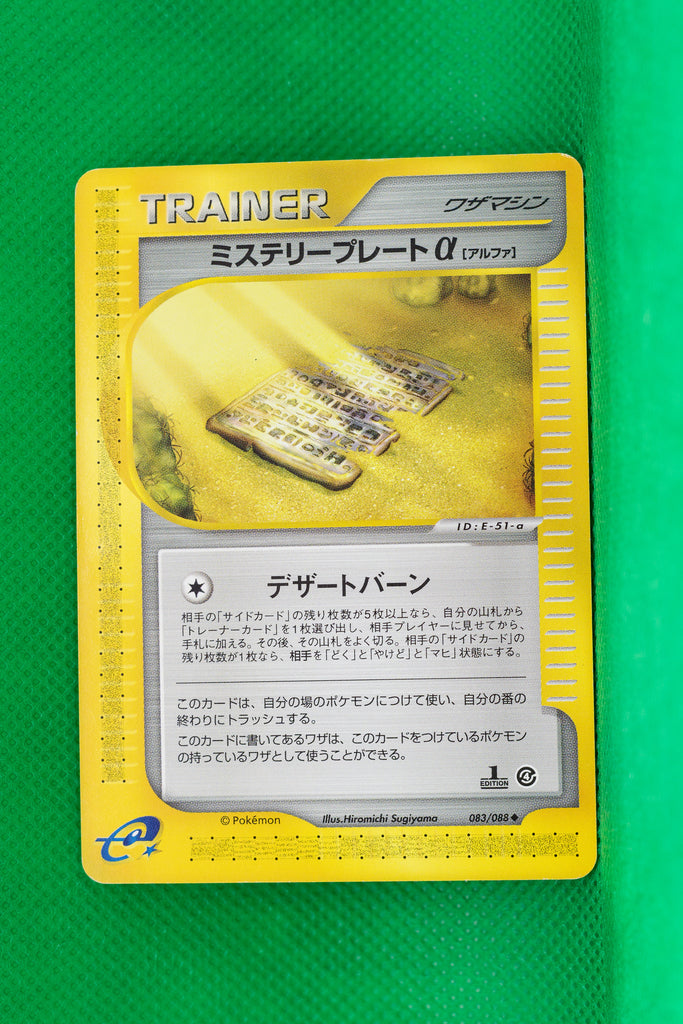 TRAINER
ワザマシン
ミステリープレートα [アルファ]
ID:E-51-a
デザートバーン
相手の「サイドカード」の残り枚数が5枚以上なら、自分の山札から
「トレーナーカード」を1枚選び出し、相手プレイヤーに見せてから、
手札に加える。その後、その山札をよく切る。相手の「サイドカード」の
残り枚数が1枚なら、相手を「どく」と「やけど」と「マヒ」状態にする。
このカードは、自分の場のポケモンにつけて使い、自分の番の
終わりにトラッシュする。
このカードに書いてあるワザは、このカードをつけているポケモン
の持っているワザとして使うことができる。
1
EDITION
© Pokémon
Illus.Hiromichi Sugiyama
083/088
e